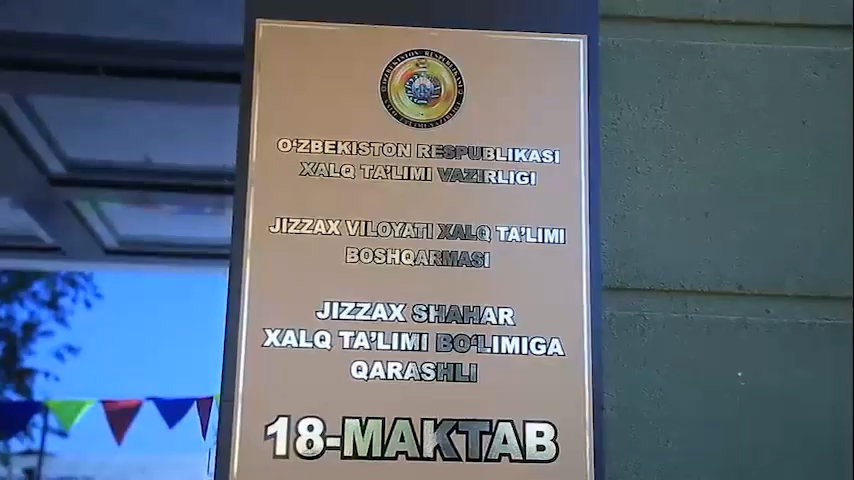 O‘ZBEKISTON RESPUBLIKASI
XALQ TA’LIMI VAZIRLIGI
JIZZAX VILOYATI XALQ TA’LIMI
BOSHQARMASI
JIZZAX SHAHAR
XALQ TA’LIMI BO‘LIMIGA
QARASHLI
18-MAKTAB